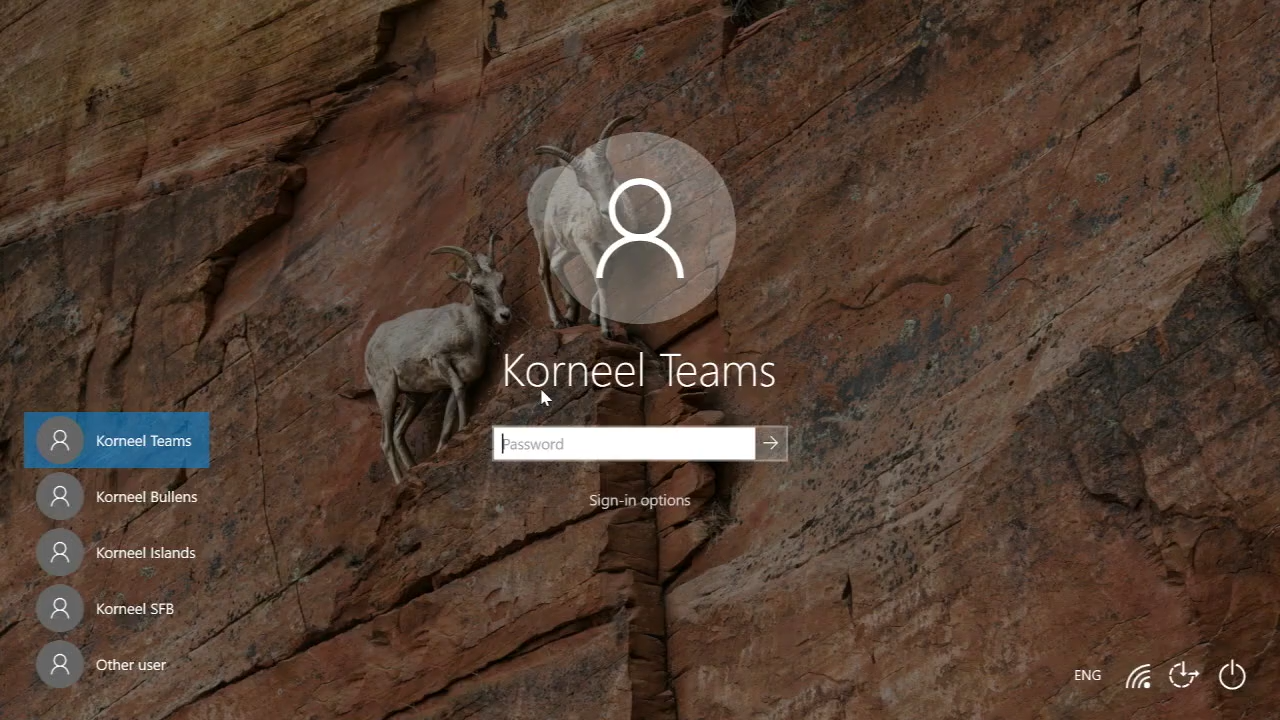 Korneel Teams
Password
Sign-in options
Korneel Teams
Korneel Bullens
Korneel Islands
Korneel SFB
Other user
ENG